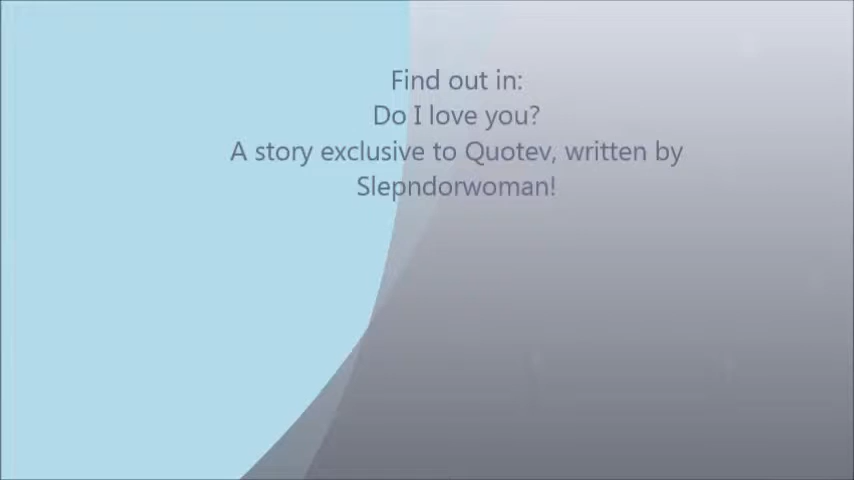 Find out in:
Do I love you?
A story exclusive to Quotev, written by
Slepndorwoman!